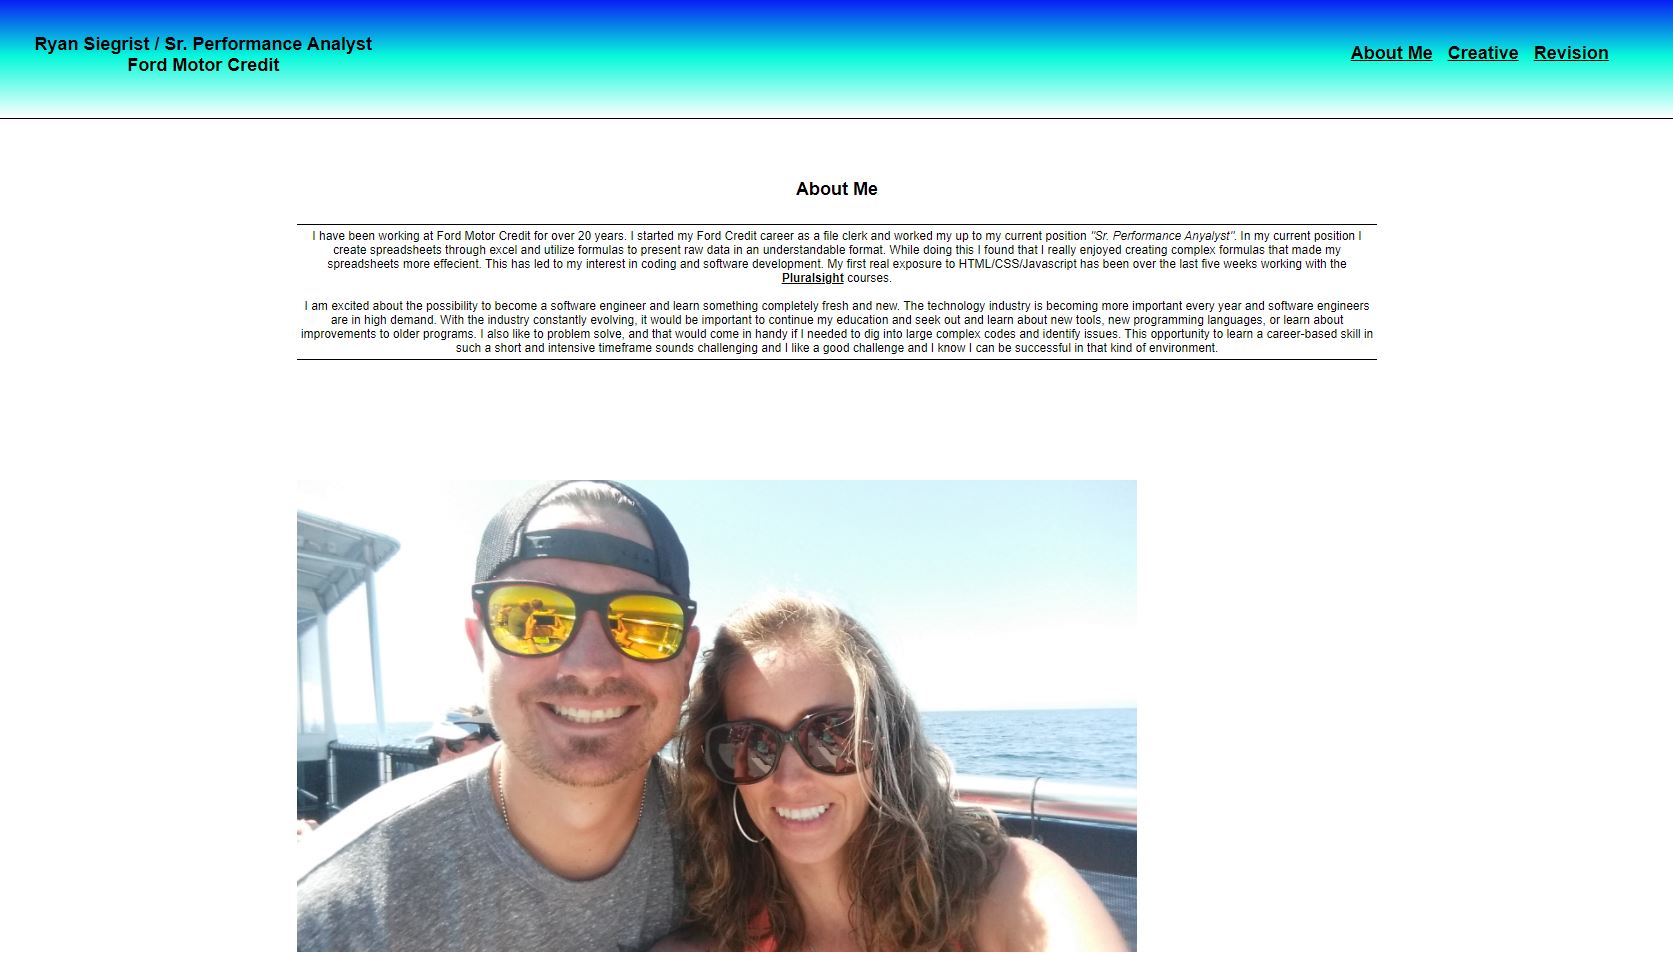 Ryan Siegrist / Sr. Performance Analyst
Ford Motor Credit
About Me Creative Revision
About Me
I have been working at Ford Motor Credit for over 20 years. I started my Ford Credit career as a file clerk and worked my up to my current position "Sr. Performance Anyalyst". In my current position I
create spreadsheets through excel and utilize formulas to present raw data in an understandable format. While doing this I found that I really enjoyed creating complex formulas that made my
spreadsheets more effecient. This has led to my interest in coding and software development. My first real exposure to HTML/CSS/Javascript has been over the last five weeks working with the
Pluralsight courses.
I am excited about the possibility to become a software engineer and learn something completely fresh and new. The technology industry is becoming more important every year and software engineers
are in high demand. With the industry constantly evolving, it would be important to continue my education and seek out and learn about new tools, new programming languages, or learn about
improvements to older programs. I also like to problem solve, and that would come in handy if I needed to dig into large complex codes and identify issues. This opportunity to learn a career-based skill in
such a short and intensive timeframe sounds challenging and I like a good challenge and I know I can be successful in that kind of environment.